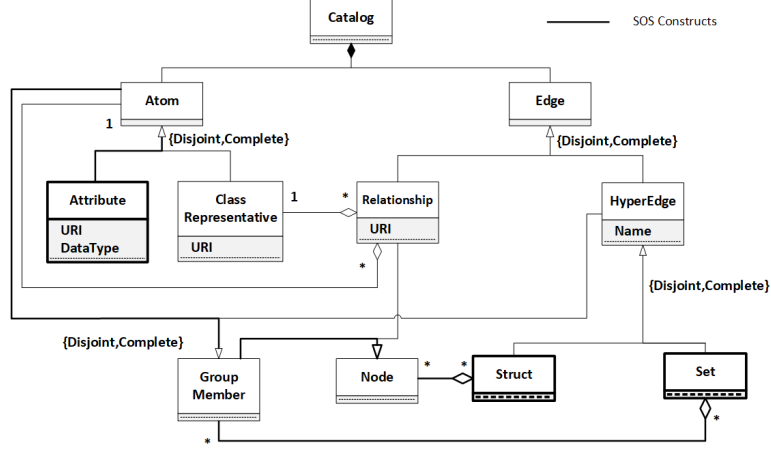 Catalog
SOS Constructs
Atom
Edge
1
{Disjoint,Complete}
{Disjoint,Complete}
Attribute
URI
DataType
Class
Representative
URI
1
*
Relationship
URI
*
HyperEdge
Name
{Disjoint,Complete}
{Disjoint,Complete}
Group
Member
Node
*
*
Struct
Set
*
*